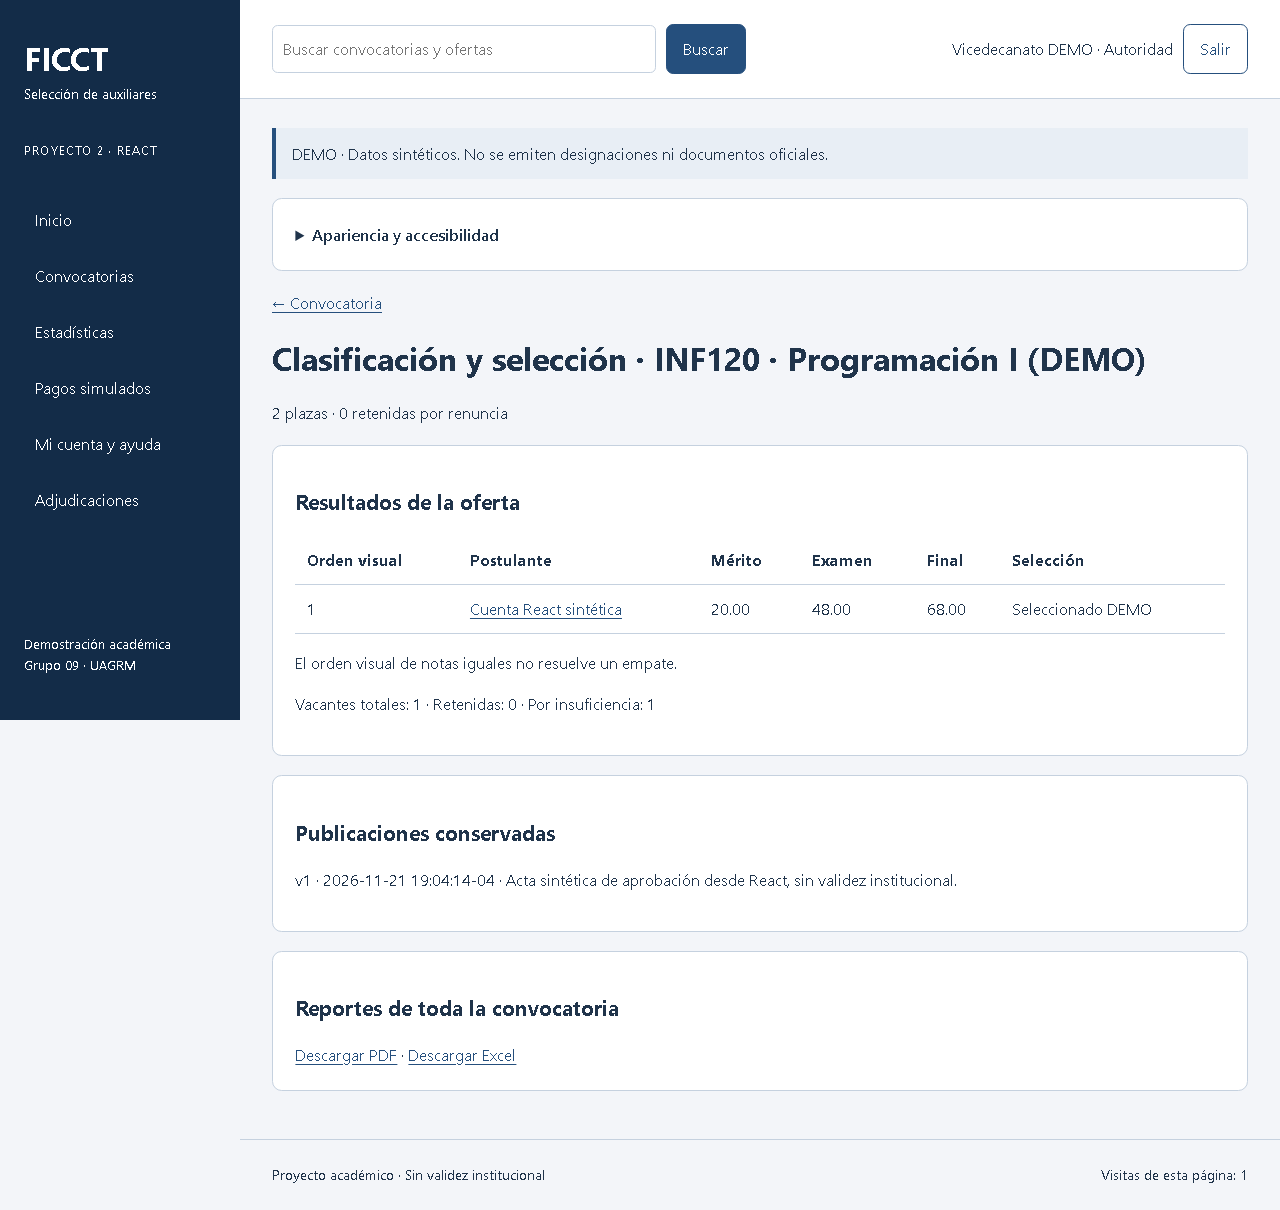 FICCT
Selección de auxiliares
PROYECTO 2 · REACT
Inicio
Convocatorias
Estadísticas
Pagos simulados
Mi cuenta y ayuda
Adjudicaciones
Demostración académica
Grupo 09 · UAGRM
Buscar convocatorias y ofertas
Buscar
Vicedecanato DEMO · Autoridad
Salir
DEMO · Datos sintéticos. No se emiten designaciones ni documentos oficiales.
▶ Apariencia y accesibilidad
← Convocatoria
Clasificación y selección · INF120 · Programación I (DEMO)
2 plazas · 0 retenidas por renuncia
Resultados de la oferta
Orden visual Postulante Mérito Examen Final Selección
1 Cuenta React sintética 20.00 48.00 68.00 Seleccionado DEMO
El orden visual de notas iguales no resuelve un empate.
Vacantes totales: 1 · Retenidas: 0 · Por insuficiencia: 1
Publicaciones conservadas
v1 · 2026-11-21 19:04:14-04 · Acta sintética de aprobación desde React, sin validez institucional.
Reportes de toda la convocatoria
Descargar PDF · Descargar Excel
Proyecto académico · Sin validez institucional
Visitas de esta página: 1